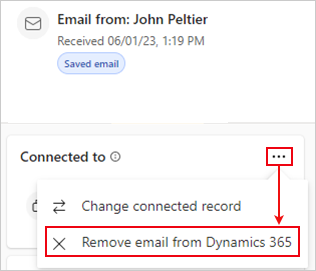 Email from: John Peltier
Received 06/01/23, 1:19 PM
Saved email
Connected to
Change connected record
Remove email from Dynamics 365